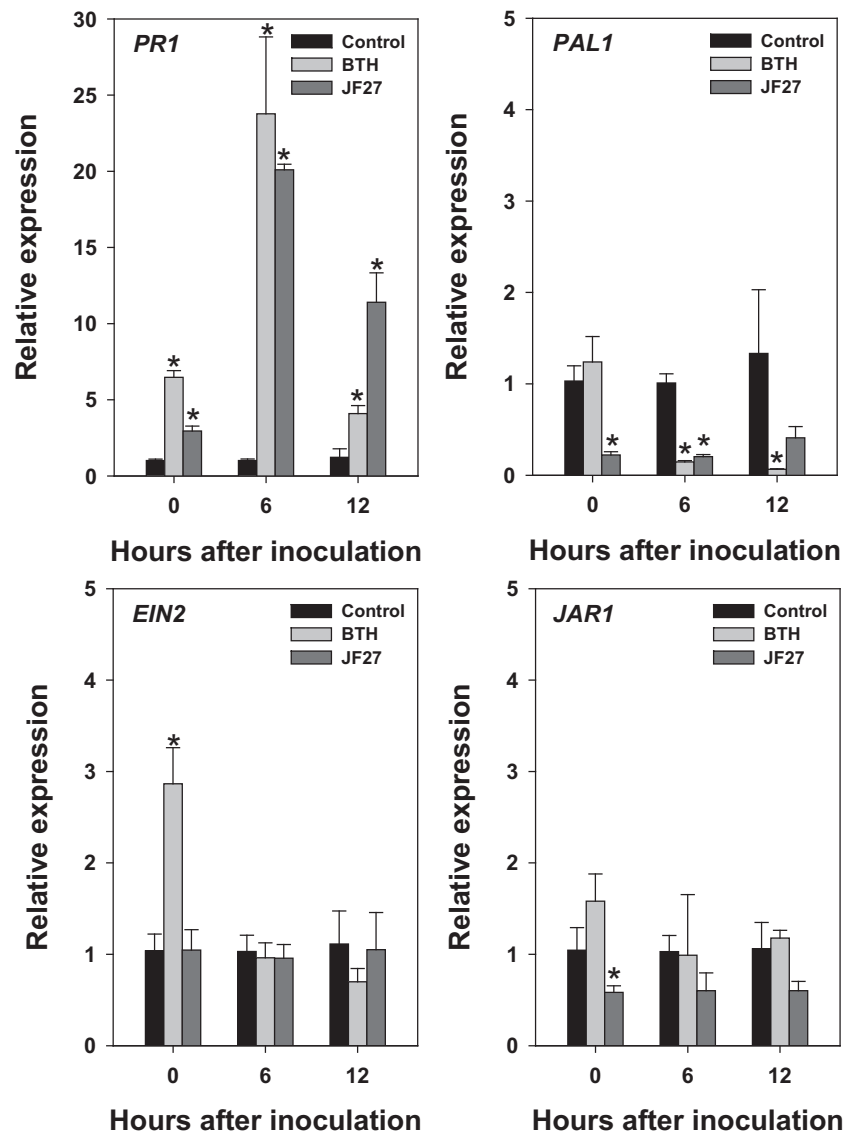 PR1
Control
BTH
JF27
30
25
20
15
10
5
0
* * * * * *
Relative expression
0 6 12
Hours after inoculation
PAL1
Control
BTH
JF27
5
4
3
2
1
0
* * * *
Relative expression
0 6 12
Hours after inoculation
EIN2
Control
BTH
JF27
5
4
3
2
1
0
*
Relative expression
0 6 12
Hours after inoculation
JAR1
Control
BTH
JF27
5
4
3
2
1
0
*
Relative expression
0 6 12
Hours after inoculation